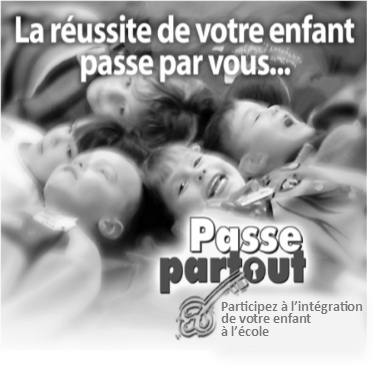 La réussite de votre enfant
passe par vous...
Passe
partout
Participez à l'intégration
de votre enfant
à l'école